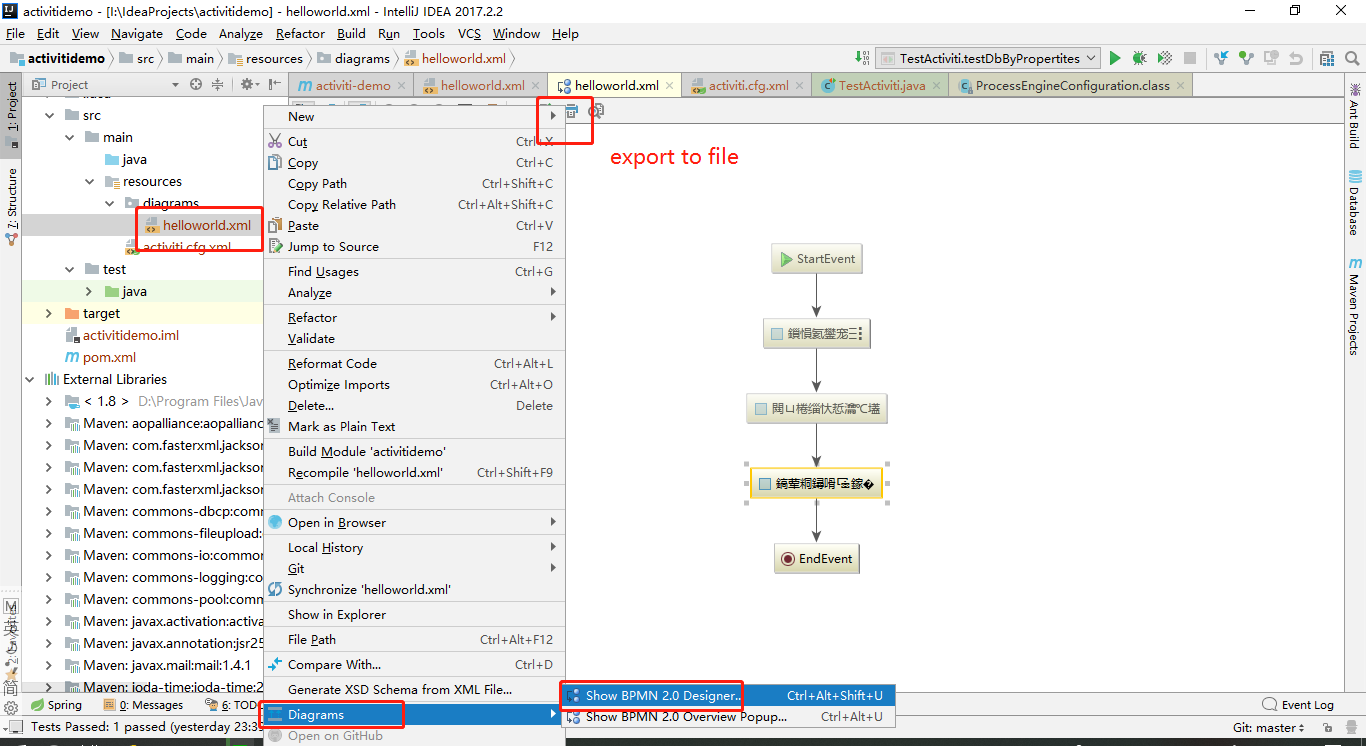 activitidemo - [I:\IdeaProjects\activitidemo] - helloworld.xml - IntelliJ IDEA 2017.2.2
File Edit View Navigate Code Analyze Refactor Build Run Tools VCS Window Help
activitidemo src main resources diagrams helloworld.xml TestActiviti.testDbByPropertites
Project activiti-demo helloworld.xml helloworld.xml activiti.cfg.xml TestActiviti.java ProcessEngineConfiguration.class
1: Project
7: Structure
src
main
java
resources
diagrams
helloworld.xml
activiti.cfg.xml
test
java
target
activitidemo.iml
pom.xml
External Libraries
< 1.8 > D:\Program Files\Jav
Maven: aopalliance:aopallianc
Maven: com.fasterxml.jackson
Maven: com.fasterxml.jackson
Maven: com.fasterxml.jackson
Maven: commons-dbcp:comm
Maven: commons-fileupload:
Maven: commons-io:common
Maven: commons-logging:co
Maven: commons-pool:comm
Maven: javax.activation:activa
Maven: javax.annotation:jsr25
Maven: javax.mail:mail:1.4.1
Maven: joda-time:joda-time:2
New
Cut Ctrl+X
Copy Ctrl+C
Copy Path Ctrl+Shift+C
Copy Relative Path Ctrl+Alt+Shift+C
Paste Ctrl+V
Jump to Source F12
Find Usages Ctrl+G
Analyze
Refactor
Validate
Reformat Code Ctrl+Alt+L
Optimize Imports Ctrl+Alt+O
Delete... Delete
Mark as Plain Text
Build Module 'activitidemo'
Recompile 'helloworld.xml' Ctrl+Shift+F9
Attach Console
Open in Browser
Local History
Git
Synchronize 'helloworld.xml'
Show in Explorer
File Path Ctrl+Alt+F12
Compare With... Ctrl+D
Generate XSD Schema from XML File...
Diagrams
Open on GitHub
Show BPMN 2.0 Designer... Ctrl+Alt+Shift+U
Show BPMN 2.0 Overview Popup... Ctrl+Alt+U
export to file
StartEvent
EndEvent
Ant Build
Database
Maven Projects
英
简
Spring 0: Messages 6: TODO Event Log
Tests Passed: 1 passed (yesterday 23:3 Git: master